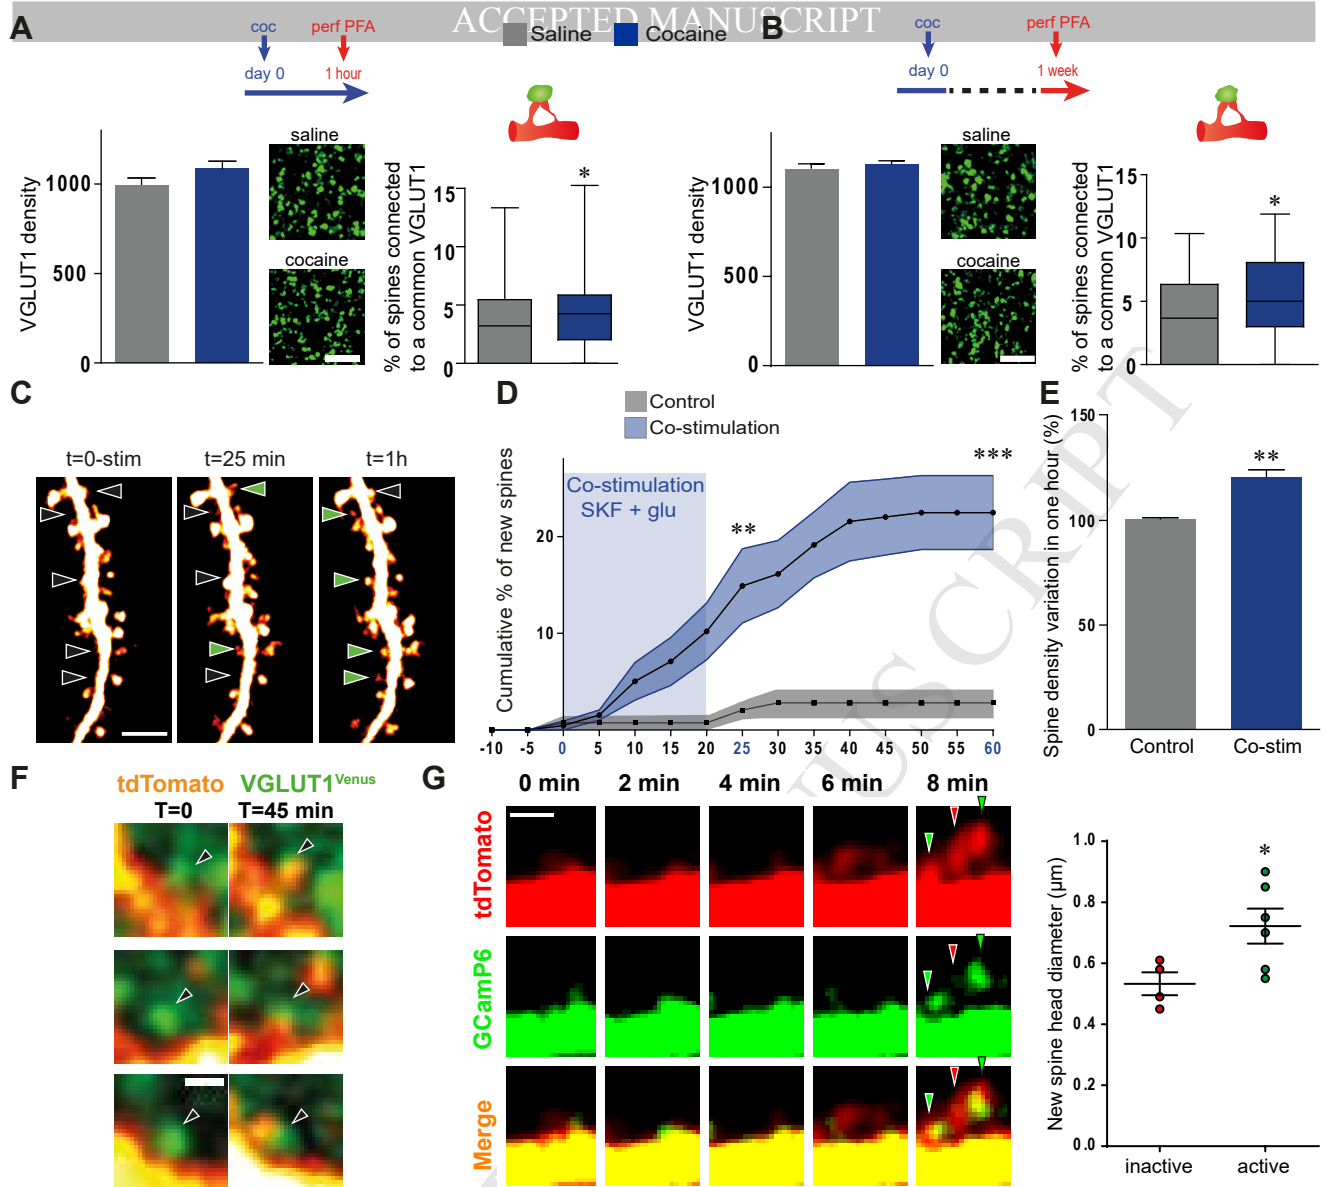 ACCEPTED MANUSCRIPT
A
coc
perf PFA
day 0
1 hour
Saline
Cocaine
VGLUT1 density
1000
500
0
saline
cocaine
% of spines connected
to a common VGLUT1
15
10
5
0
*
B
coc
perf PFA
day 0
1 week
VGLUT1 density
1000
500
0
saline
cocaine
% of spines connected
to a common VGLUT1
15
10
5
0
*
C
t=0-stim
t=25 min
t=1h
D
Control
Co-stimulation
Cumulative % of new spines
20
10
Co-stimulation
SKF + glu
**
***
-10 -5 0 5 10 15 20 25 30 35 40 45 50 55 60
E
Spine density variation in one hour (%)
150
100
50
0
**
Control
Co-stim
F
tdTomato
VGLUT1Venus
T=0
T=45 min
G
0 min
2 min
4 min
6 min
8 min
tdTomato
GCamP6
Merge
New spine head diameter (µm)
1.0
0.8
0.6
0.4
0.2
0.0
*
inactive
active
USCRIPT